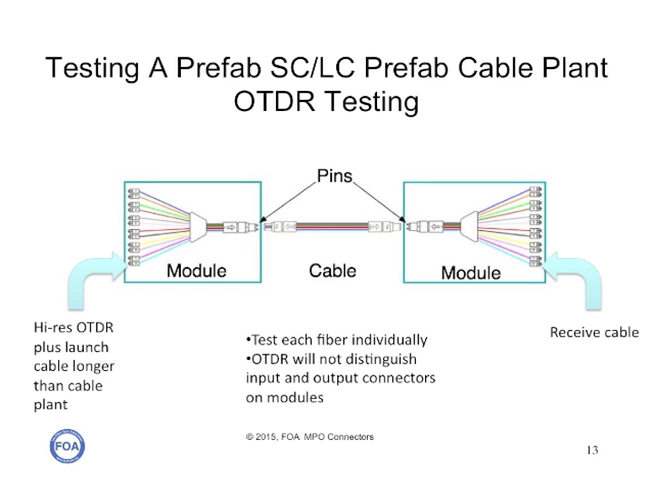 Testing A Prefab SC/LC Prefab Cable Plant
OTDR Testing
Pins
Module
Cable
Module
Hi-res OTDR
plus launch
cable longer
than cable
plant
•Test each fiber individually
•OTDR will not distinguish
input and output connectors
on modules
Receive cable
FOA
© 2015, FOA MPO Connectors
13